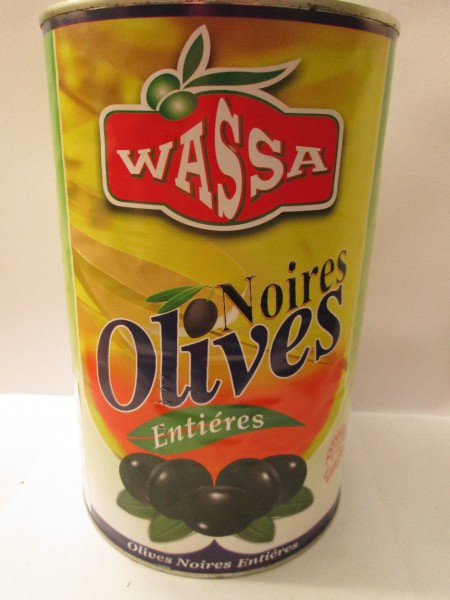 WASSA
Noires
Olives
Entiéres
Olives Noires Entiéres